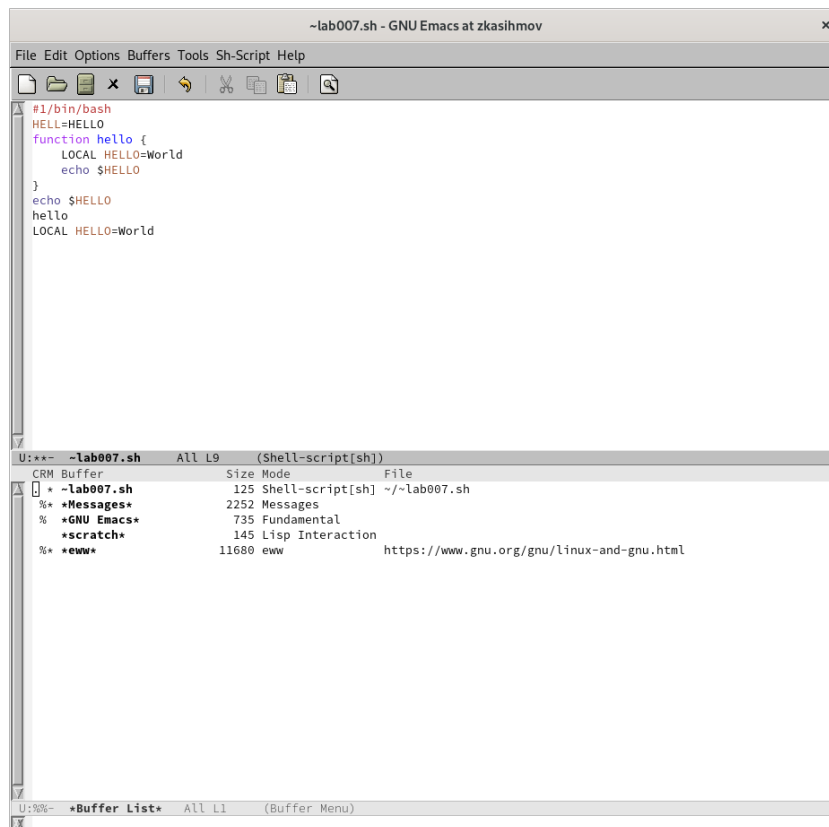 ~lab007.sh - GNU Emacs at zkasihmov
File Edit Options Buffers Tools Sh-Script Help
#1/bin/bash
HELL=HELLO
function hello {
    LOCAL HELLO=World
    echo $HELLO
}
echo $HELLO
hello
LOCAL HELLO=World
U:**-  ~lab007.sh     All L9     (Shell-script[sh])
CRM Buffer                 Size Mode             File
. * ~lab007.sh              125 Shell-script[sh] ~/~lab007.sh
 %* *Messages*             2252 Messages
 %  *GNU Emacs*             735 Fundamental
    *scratch*               145 Lisp Interaction
 %* *eww*                 11680 eww              https://www.gnu.org/gnu/linux-and-gnu.html
U:%%-  *Buffer List*   All L1     (Buffer Menu)